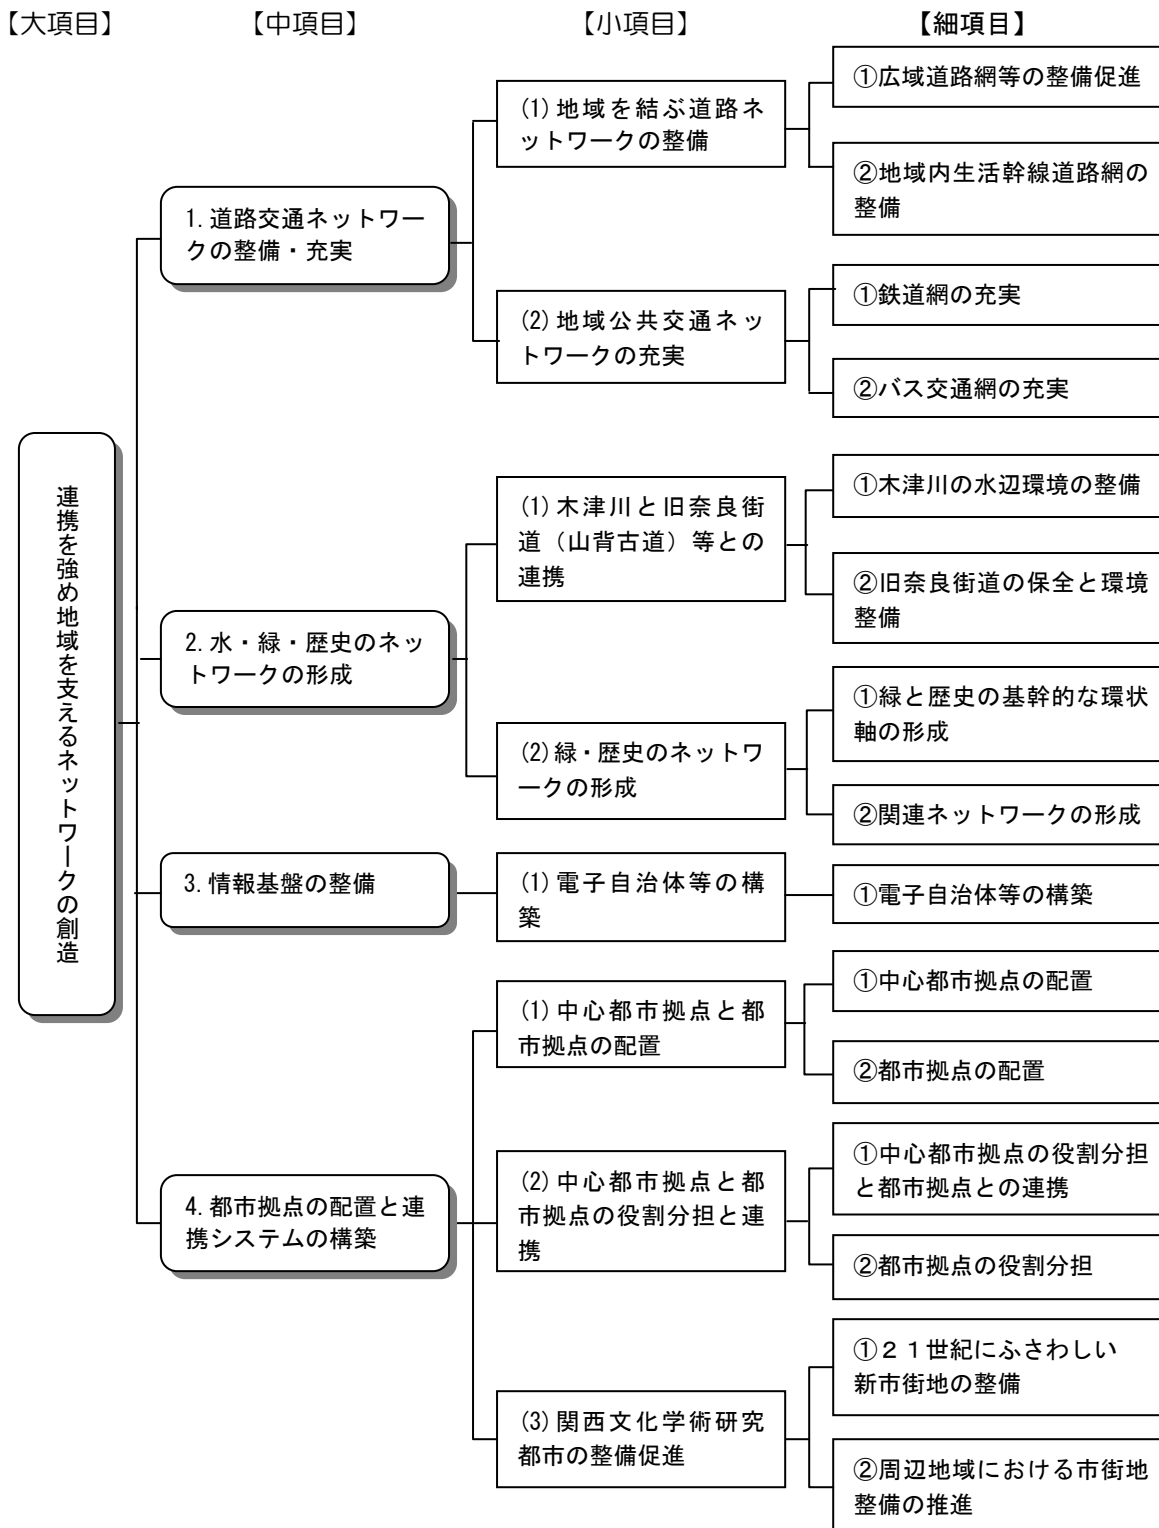 【大項目】 【中項目】 【小項目】 【細項目】
連携を強め地域を支えるネットワークの創造
1.道路交通ネットワー
クの整備・充実
(1)地域を結ぶ道路ネ
ットワークの整備
①広域道路網等の整備促進
②地域内生活幹線道路網の
整備
(2)地域公共交通ネッ
トワークの充実
①鉄道網の充実
②バス交通網の充実
2.水・緑・歴史のネッ
トワークの形成
(1)木津川と旧奈良街
道（山背古道）等との
連携
①木津川の水辺環境の整備
②旧奈良街道の保全と環境
整備
(2)緑・歴史のネットワ
ークの形成
①緑と歴史の基幹的な環状
軸の形成
②関連ネットワークの形成
3.情報基盤の整備
(1)電子自治体等の構
築
①電子自治体等の構築
4.都市拠点の配置と連
携システムの構築
(1)中心都市拠点と都
市拠点の配置
①中心都市拠点の配置
②都市拠点の配置
(2)中心都市拠点と都
市拠点の役割分担と連
携
①中心都市拠点の役割分担
と都市拠点との連携
②都市拠点の役割分担
(3)関西文化学術研究
都市の整備促進
①２１世紀にふさわしい
新市街地の整備
②周辺地域における市街地
整備の推進